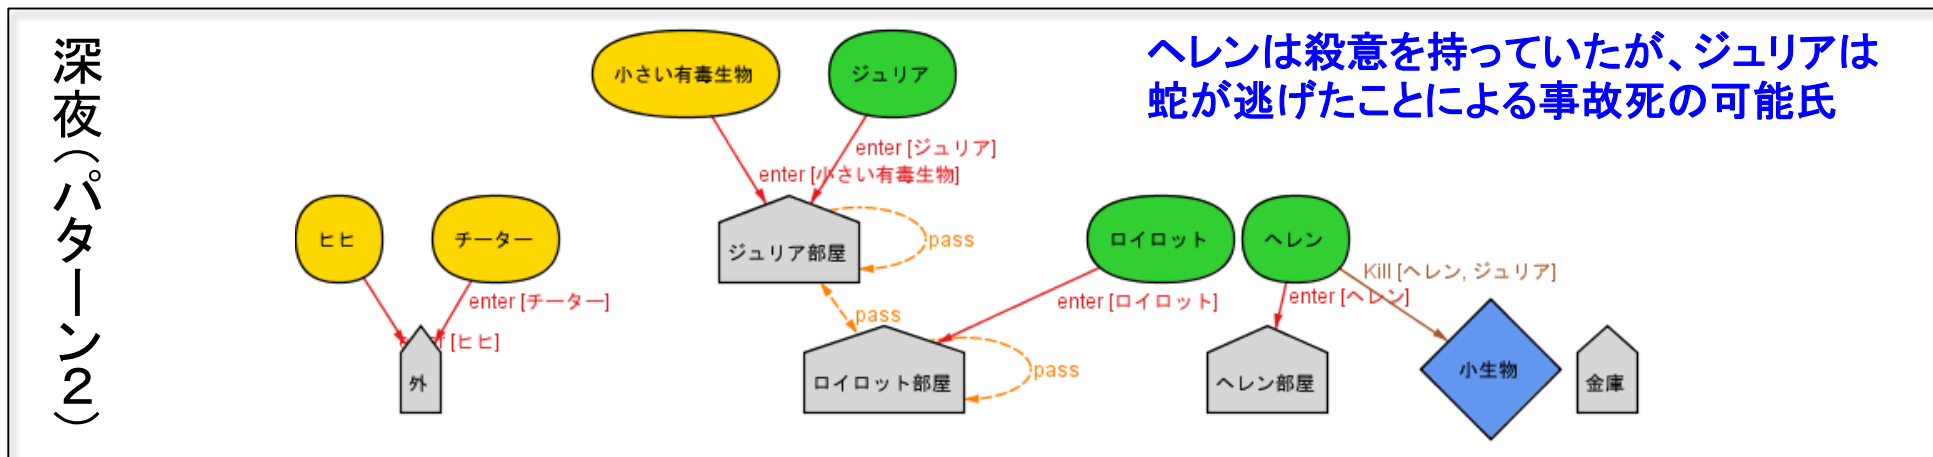 深夜（パターン２）
ヘレンは殺意を持っていたが、ジュリアは
蛇が逃げたことによる事故死の可能氏
小さい有毒生物
ジュリア
enter [ジュリア]
enter [小さい有毒生物]
ヒヒ
チーター
ジュリア部屋
pass
ロイロット
ヘレン
Kill [ヘレン, ジュリア]
enter [チーター]
enter [ロイロット]
enter [ヘレン]
pass
[ヒヒ]
外
ロイロット部屋
pass
ヘレン部屋
小生物
金庫